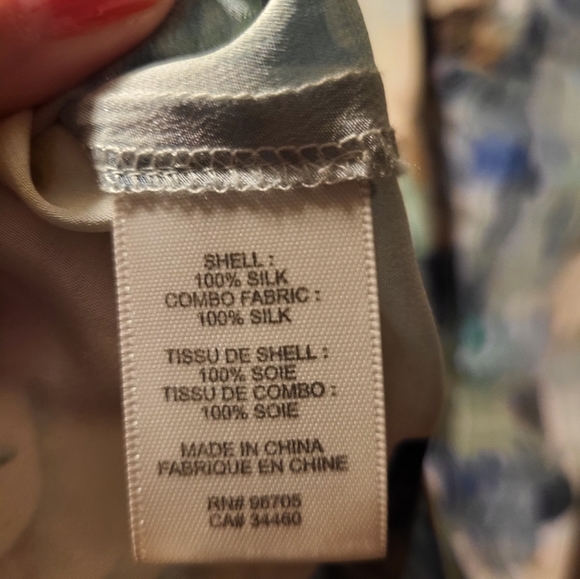 SHELL :
100% SILK
COMBO FABRIC :
100% SILK
TISSU DE SHELL :
100% SOIE
TISSU DE COMBO :
100% SOIE
MADE IN CHINA
FABRIQUE EN CHINE
RN# 96705
CA# 34460